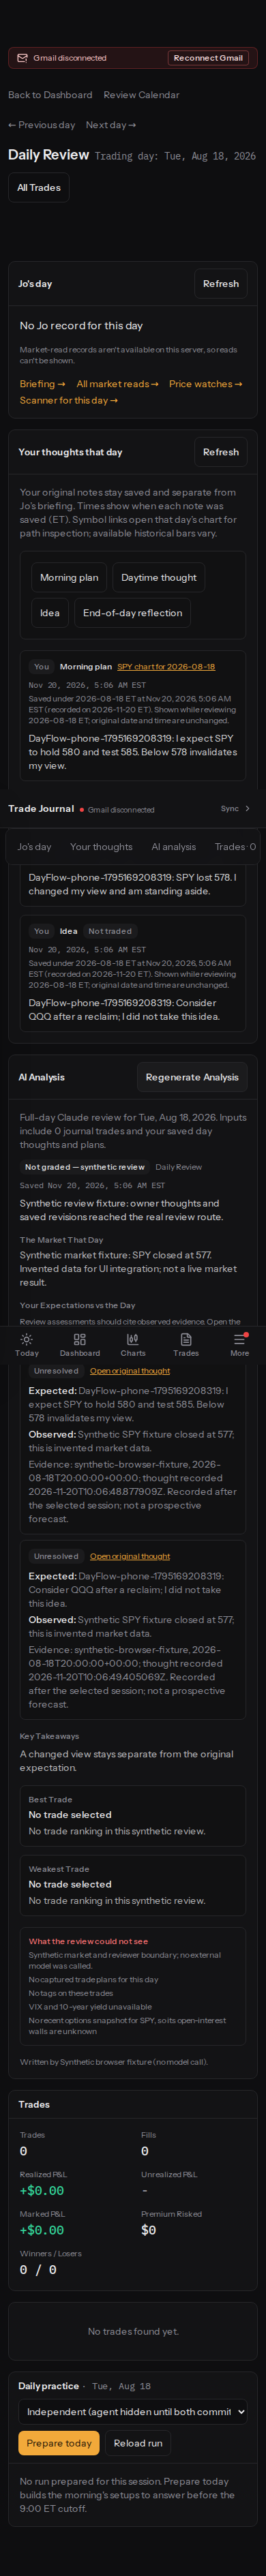 Gmail disconnected
Reconnect Gmail
Back to Dashboard Review Calendar
← Previous day Next day →
Daily Review Trading day: Tue, Aug 18, 2026
All Trades
Jo's day
Refresh
No Jo record for this day
Market-read records aren't available on this server, so reads
can't be shown.
Briefing → All market reads → Price watches →
Scanner for this day →
Your thoughts that day
Refresh
Your original notes stay saved and separate from
Jo's briefing. Times show when each note was
saved (ET). Symbol links open that day's chart for
path inspection; available historical bars vary.
Morning plan
Daytime thought
Idea
End-of-day reflection
You Morning plan SPY chart for 2026-08-18
Nov 20, 2026, 5:06 AM EST
Saved under 2026-08-18 ET at Nov 20, 2026, 5:06 AM
EST (recorded on 2026-11-20 ET). Shown while reviewing
2026-08-18 ET; original date and time are unchanged.
DayFlow-phone-1795169208319: I expect SPY
to hold 580 and test 585. Below 578 invalidates
my view.
Trade Journal Gmail disconnected Sync
Jo's day Your thoughts AI analysis Trades · 0
DayFlow-phone-1795169208319: SPY lost 578. I
changed my view and am standing aside.
You Idea Not traded
Nov 20, 2026, 5:06 AM EST
Saved under 2026-08-18 ET at Nov 20, 2026, 5:06 AM
EST (recorded on 2026-11-20 ET). Shown while reviewing
2026-08-18 ET; original date and time are unchanged.
DayFlow-phone-1795169208319: Consider
QQQ after a reclaim; I did not take this idea.
AI Analysis
Regenerate Analysis
Full-day Claude review for Tue, Aug 18, 2026. Inputs
include 0 journal trades and your saved day
thoughts and plans.
Not graded — synthetic review Daily Review
Saved Nov 20, 2026, 5:06 AM EST
Synthetic review fixture: owner thoughts and
saved revisions reached the real review route.
The Market That Day
Synthetic market fixture: SPY closed at 577.
Invented data for UI integration; not a live market
result.
Your Expectations vs the Day
Review assessments should cite observed evidence. Open the
Today Dashboard Charts Trades More
Unresolved Open original thought
Expected: DayFlow-phone-1795169208319: I
expect SPY to hold 580 and test 585. Below
578 invalidates my view.
Observed: Synthetic SPY fixture closed at 577;
this is invented market data.
Evidence: synthetic-browser-fixture, 2026-
08-18T20:00:00+00:00; thought recorded
2026-11-20T10:06:48.877909Z. Recorded after
the selected session; not a prospective
forecast.
Unresolved Open original thought
Expected: DayFlow-phone-1795169208319:
Consider QQQ after a reclaim; I did not take
this idea.
Observed: Synthetic SPY fixture closed at 577;
this is invented market data.
Evidence: synthetic-browser-fixture, 2026-
08-18T20:00:00+00:00; thought recorded
2026-11-20T10:06:49.405069Z. Recorded
after the selected session; not a prospective
forecast.
Key Takeaways
A changed view stays separate from the original
expectation.
Best Trade
No trade selected
No trade ranking in this synthetic review.
Weakest Trade
No trade selected
No trade ranking in this synthetic review.
What the review could not see
Synthetic market and reviewer boundary; no external
model was called.
No captured trade plans for this day
No tags on these trades
VIX and 10-year yield unavailable
No recent options snapshot for SPY, so its open-interest
walls are unknown
Written by Synthetic browser fixture (no model call).
Trades
Trades Fills
0 0
Realized P&L Unrealized P&L
+$0.00 -
Marked P&L Premium Risked
+$0.00 $0
Winners / Losers
0 / 0
No trades found yet.
Daily practice · Tue, Aug 18
Independent (agent hidden until both commit
Prepare today Reload run
No run prepared for this session. Prepare today
builds the morning's setups to answer before the
9:00 ET cutoff.